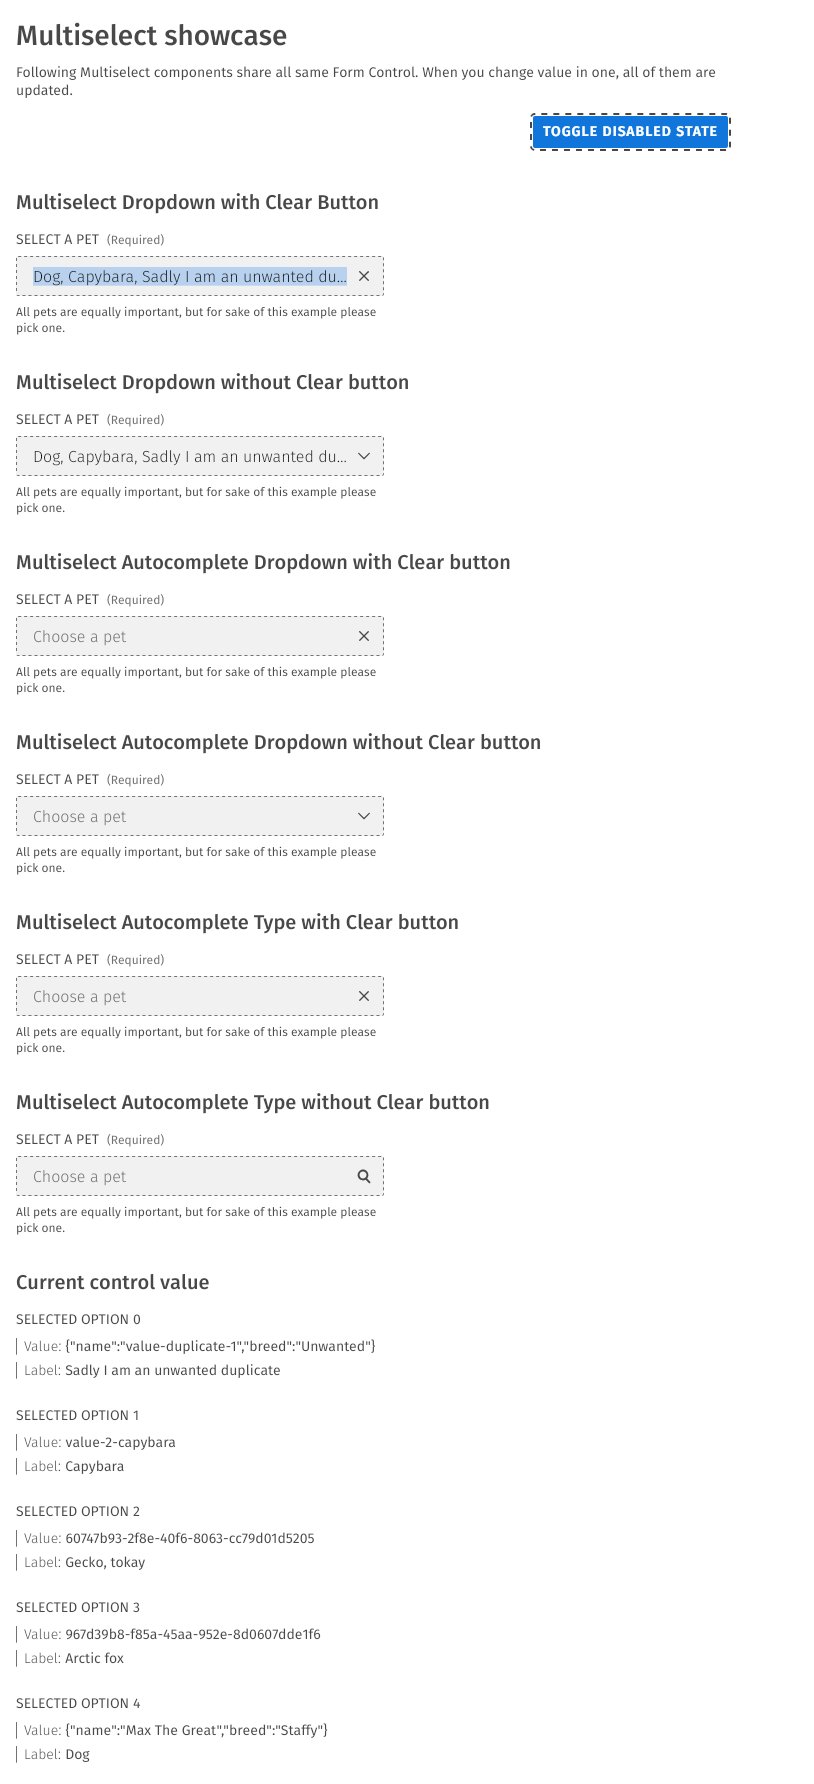 Multiselect showcase
Following Multiselect components share all same Form Control. When you change value in one, all of them are
updated.
TOGGLE DISABLED STATE
Multiselect Dropdown with Clear Button
SELECT A PET (Required)
Dog, Capybara, Sadly I am an unwanted du...
All pets are equally important, but for sake of this example please
pick one.
Multiselect Dropdown without Clear button
SELECT A PET (Required)
Dog, Capybara, Sadly I am an unwanted du...
All pets are equally important, but for sake of this example please
pick one.
Multiselect Autocomplete Dropdown with Clear button
SELECT A PET (Required)
Choose a pet
All pets are equally important, but for sake of this example please
pick one.
Multiselect Autocomplete Dropdown without Clear button
SELECT A PET (Required)
Choose a pet
All pets are equally important, but for sake of this example please
pick one.
Multiselect Autocomplete Type with Clear button
SELECT A PET (Required)
Choose a pet
All pets are equally important, but for sake of this example please
pick one.
Multiselect Autocomplete Type without Clear button
SELECT A PET (Required)
Choose a pet
All pets are equally important, but for sake of this example please
pick one.
Current control value
SELECTED OPTION 0
Value: {"name":"value-duplicate-1","breed":"Unwanted"}
Label: Sadly I am an unwanted duplicate
SELECTED OPTION 1
Value: value-2-capybara
Label: Capybara
SELECTED OPTION 2
Value: 60747b93-2f8e-40f6-8063-cc79d01d5205
Label: Gecko, tokay
SELECTED OPTION 3
Value: 967d39b8-f85a-45aa-952e-8d0607dde1f6
Label: Arctic fox
SELECTED OPTION 4
Value: {"name":"Max The Great","breed":"Staffy"}
Label: Dog